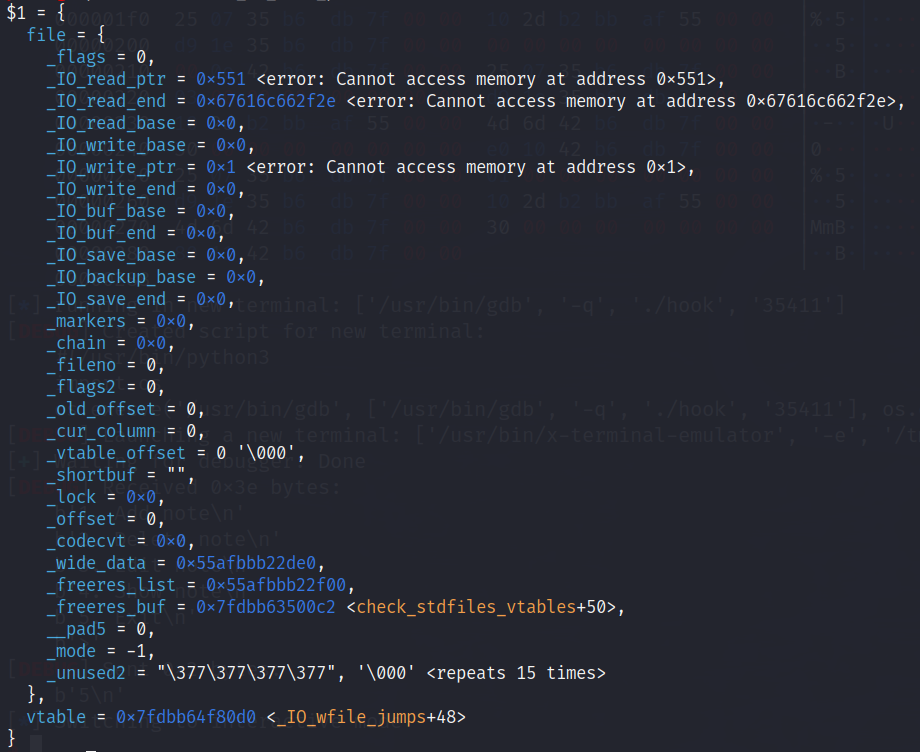 $1 = {
file = {
_flags = 0,
_IO_read_ptr = 0×551 <error: Cannot access memory at address 0×551>,
_IO_read_end = 0×67616c662f2e <error: Cannot access memory at address 0×67616c662f2e>,
_IO_read_base = 0×0,
_IO_write_base = 0×0,
_IO_write_ptr = 0×1 <error: Cannot access memory at address 0×1>,
_IO_write_end = 0×0,
_IO_buf_base = 0×0,
_IO_buf_end = 0×0,
_IO_save_base = 0×0,
_IO_backup_base = 0×0,
_IO_save_end = 0×0,
_markers = 0×0,
_chain = 0×0,
_fileno = 0,
_flags2 = 0,
_old_offset = 0,
_cur_column = 0,
_vtable_offset = 0 '\000',
_shortbuf = "",
_lock = 0×0,
_offset = 0,
_codecvt = 0×0,
_wide_data = 0×55afbbb22de0,
_freeres_list = 0×55afbbb22f00,
_freeres_buf = 0×7fdbb63500c2 <check_stdfiles_vtables+50>,
__pad5 = 0,
_mode = -1,
_unused2 = "\377\377\377\377", '\000' <repeats 15 times>
},
vtable = 0×7fdbb64f80d0 <_IO_wfile_jumps+48>
}